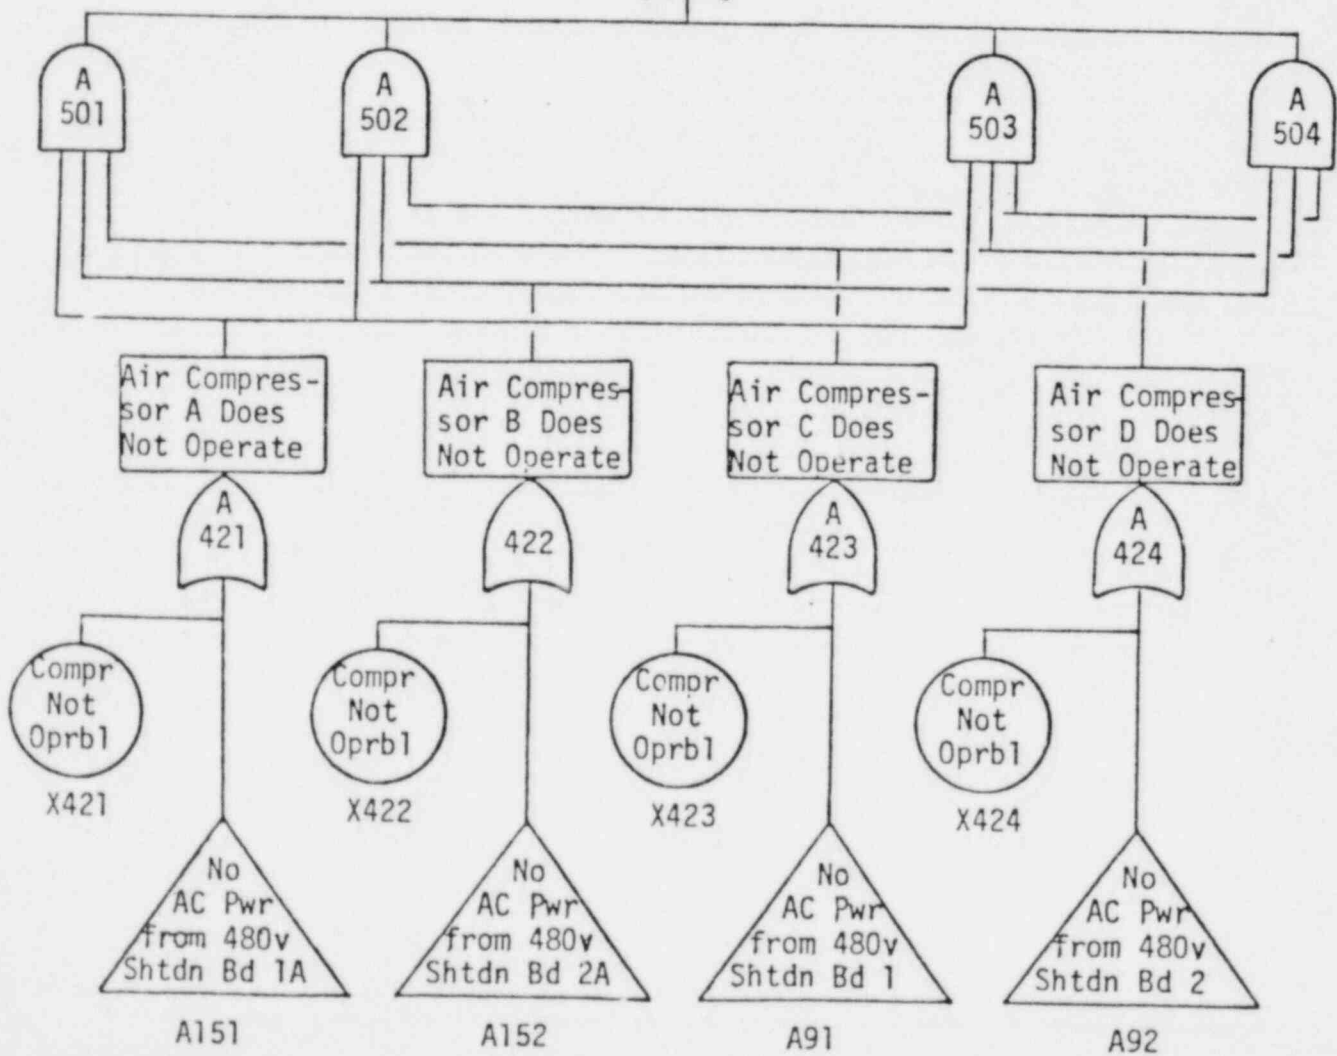 A
501
A
502
A
503
A
504
Air Compres-
sor A Does
Not Operate
Air Compres-
sor B Does
Not Operate
Air Compres-
sor C Does
Not Operate
Air Compres-
sor D Does
Not Operate
A
421
422
A
423
A
424
Compr
Not
Oprbl
X421
Compr
Not
Oprbl
X422
Compr
Not
Oprbl
X423
Compr
Not
Oprbl
X424
No
AC Pwr
from 480v
Shtdn Bd 1A
A151
No
AC Pwr
from 480v
Shtdn Bd 2A
A152
No
AC Pwr
from 480v
Shtdn Bd 1
A91
No
AC Pwr
from 480v
Shtdn Bd 2
A92